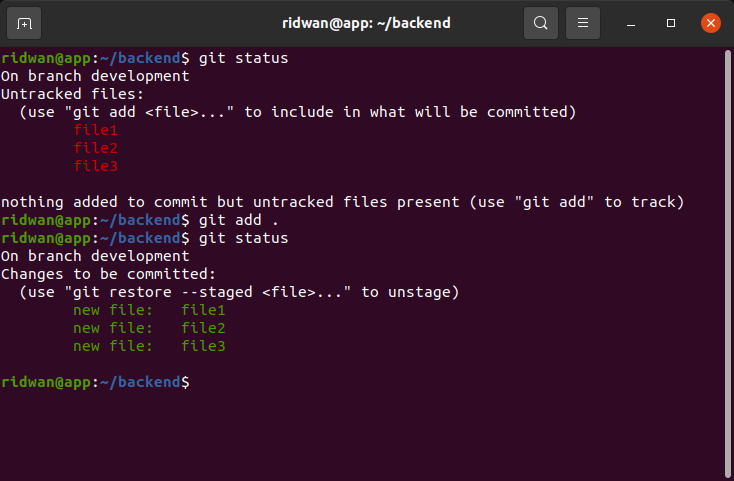 ridwan@app: ~/backend
ridwan@app:~/backend$ git status
On branch development
Untracked files:
  (use "git add <file>..." to include in what will be committed)
        file1
        file2
        file3

nothing added to commit but untracked files present (use "git add" to track)
ridwan@app:~/backend$ git add .
ridwan@app:~/backend$ git status
On branch development
Changes to be committed:
  (use "git restore --staged <file>..." to unstage)
        new file:   file1
        new file:   file2
        new file:   file3

ridwan@app:~/backend$